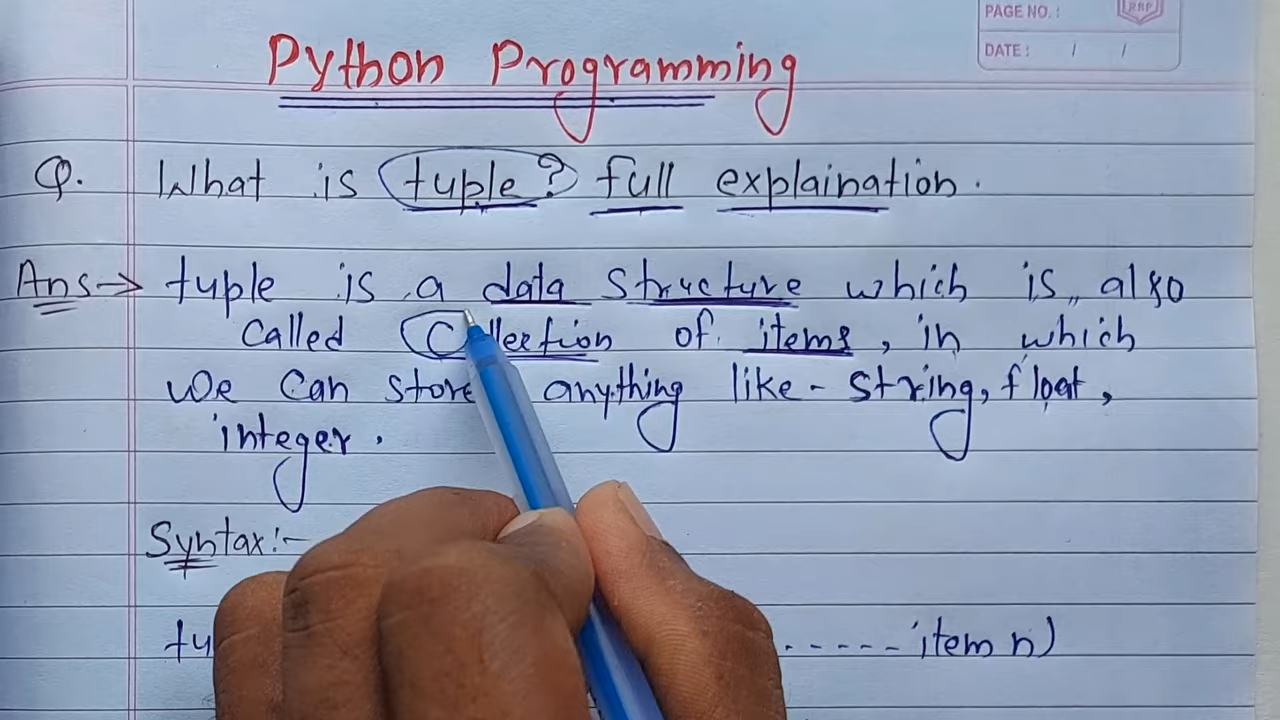 PAGE NO. :
RBP
DATE : / /
Python Programming
Q. What is tuple? full explaination.
Ans→ tuple is a data structure which is also
called Collection of items, in which
we can store anything like - string, float,
integer.
Syntax:-
----- item n)